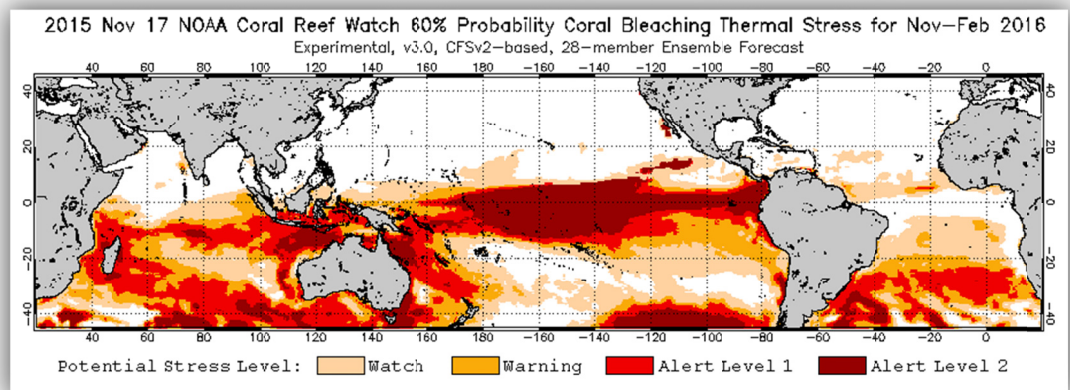 2015 Nov 17 NOAA Coral Reef Watch 60% Probability Coral Bleaching Thermal Stress for Nov-Feb 2016
Experimental, v3.0, CFSv2-based, 28-member Ensemble Forecast
40 60 80 100 120 140 160 180 -160 -140 -120 -100 -80 -60 -40 -20 0
40 40
20 20
0 0
-20 -20
-40 -40
40 60 80 100 120 140 160 180 -160 -140 -120 -100 -80 -60 -40 -20 0
Potential Stress Level: Watch Warning Alert Level 1 Alert Level 2